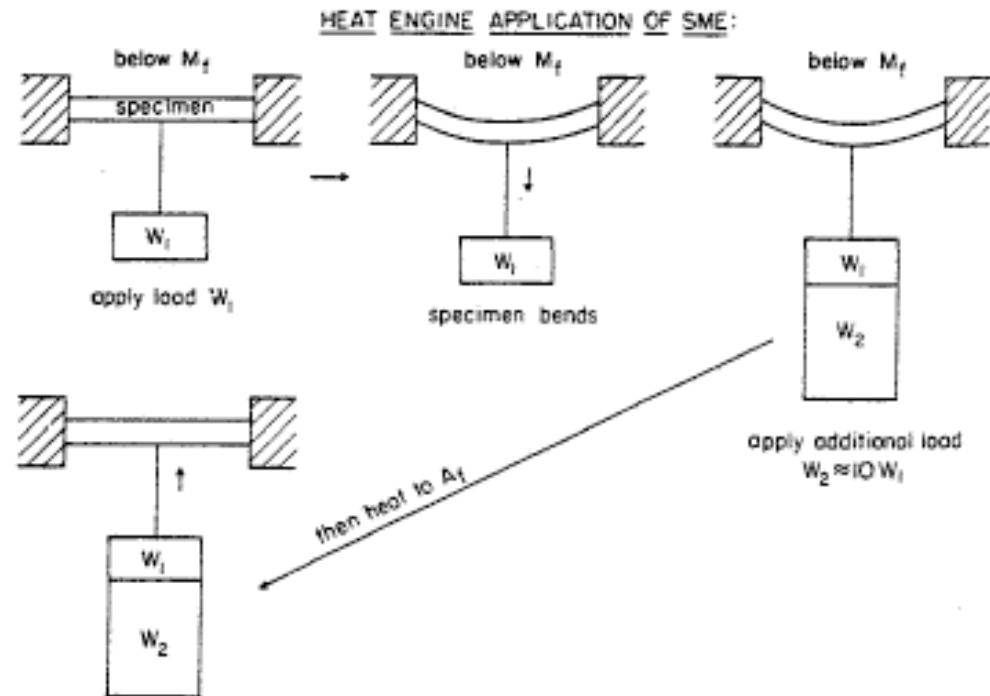 HEAT ENGINE APPLICATION OF SME:
below Mf
specimen
W1
apply load W1
below Mf
W1
specimen bends
below Mf
W1
W2
apply additional load
W2 ≈ 10 W1
then heat to Af
W1
W2